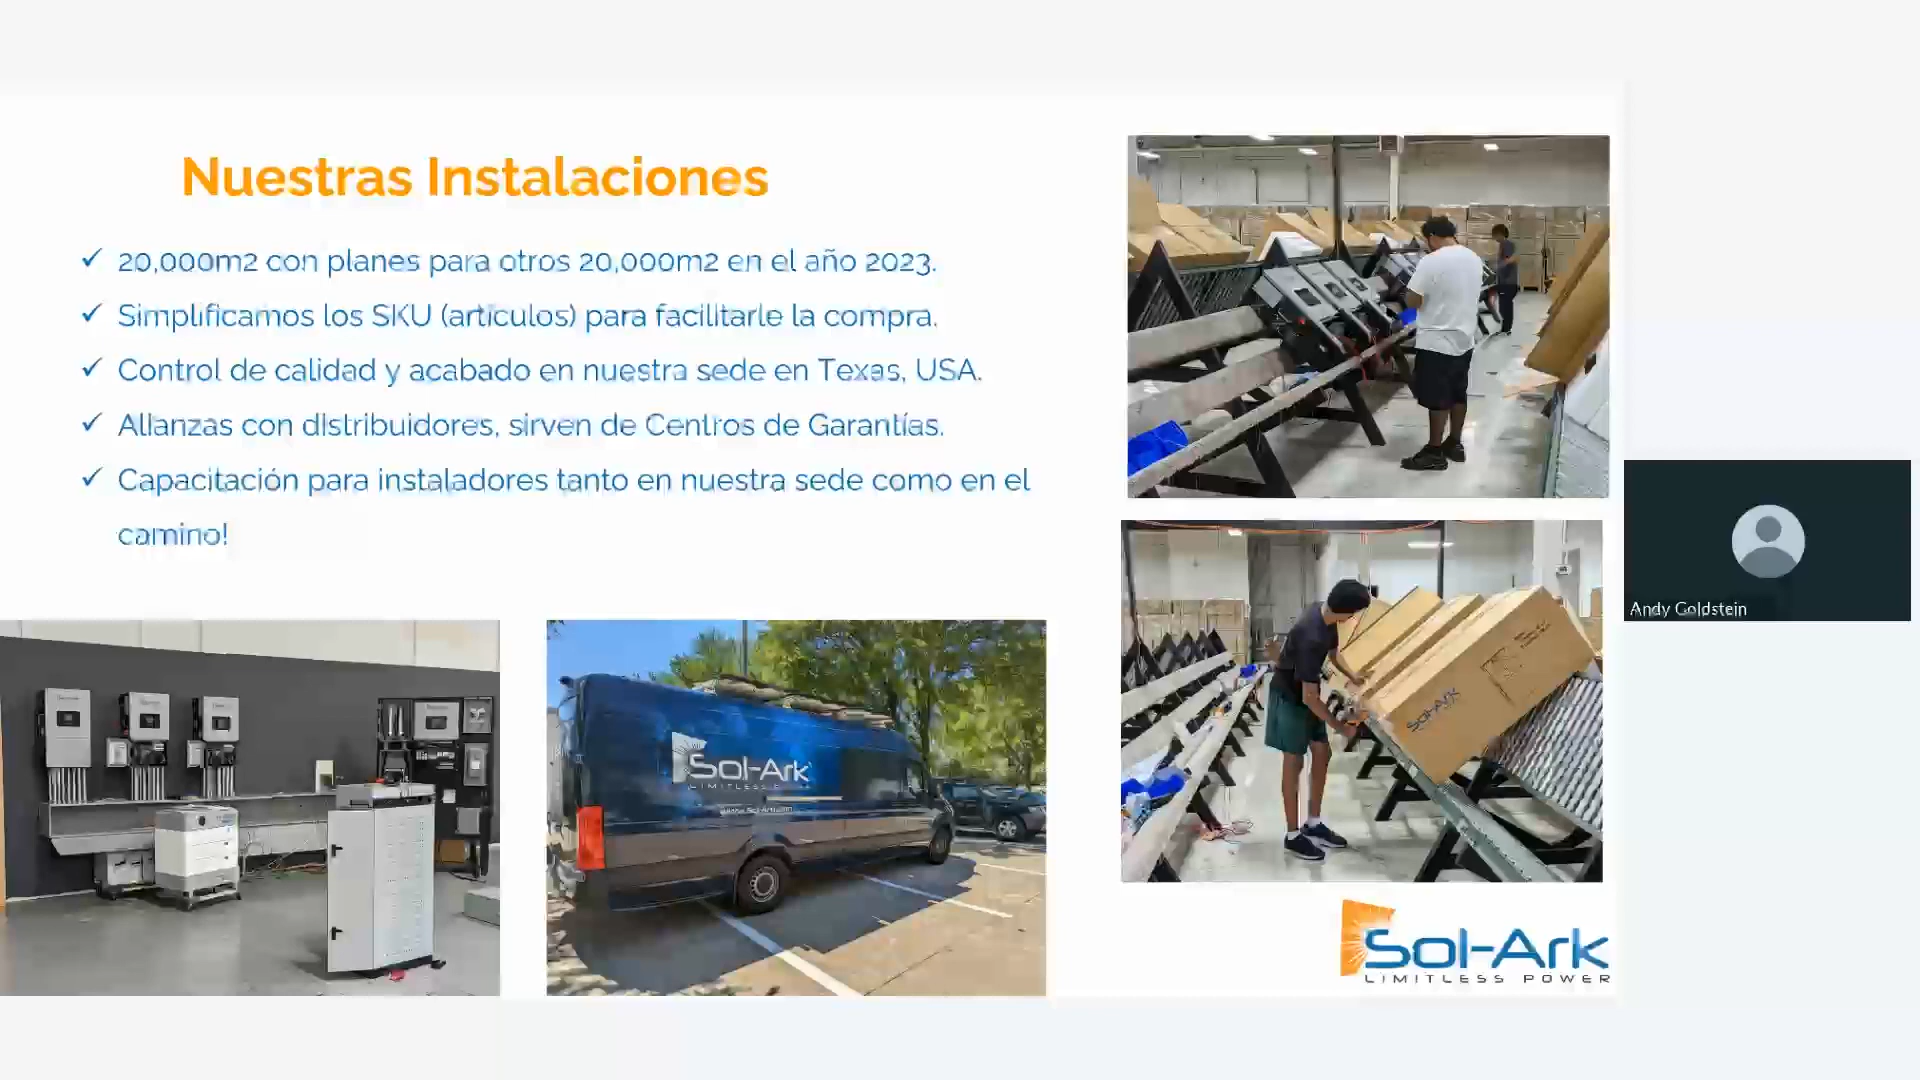 Nuestras Instalaciones
✓ 20,000m2 con planes para otros 20,000m2 en el año 2023.
✓ Simplificamos los SKU (artículos) para facilitarle la compra.
✓ Control de calidad y acabado en nuestra sede en Texas, USA.
✓ Alianzas con distribuidores, sirven de Centros de Garantías.
✓ Capacitación para instaladores tanto en nuestra sede como en el
camino!
Andy Goldstein
Sol-Ark
LIMITLESS
Sol-Ark
Sol-Ark
LIMITLESS POWER